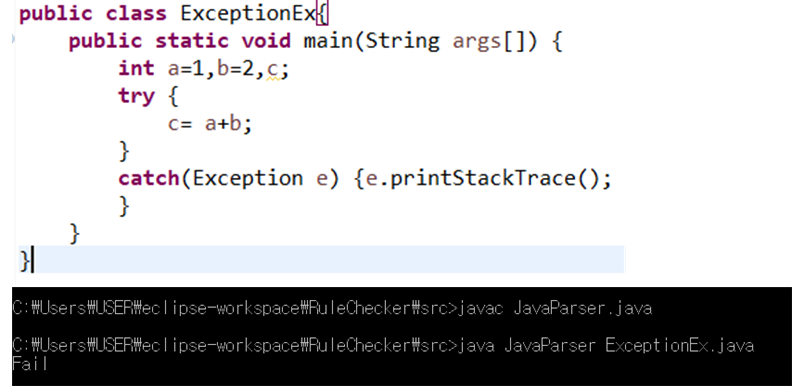 public class ExceptionEx{
public static void main(String args[]) {
int a=1,b=2,c;
try {
c= a+b;
}
catch(Exception e) {e.printStackTrace();
}
}
}
C:₩Users₩USER₩eclipse-workspace₩RuleChecker₩src>javac JavaParser.java
C:₩Users₩USER₩eclipse-workspace₩RuleChecker₩src>java JavaParser ExceptionEx.java
Fail